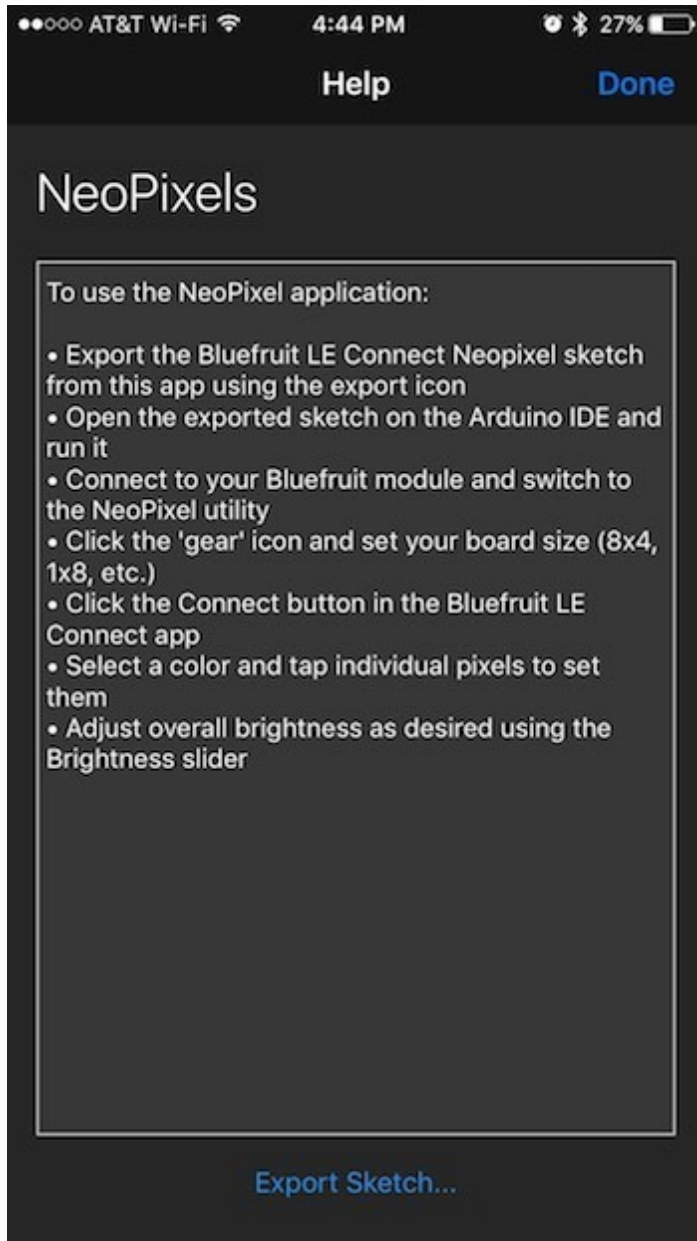 AT&T Wi-Fi 4:44 PM 27%
Help Done
NeoPixels
To use the NeoPixel application:
• Export the Bluefruit LE Connect Neopixel sketch
from this app using the export icon
• Open the exported sketch on the Arduino IDE and
run it
• Connect to your Bluefruit module and switch to
the NeoPixel utility
• Click the 'gear' icon and set your board size (8x4,
1x8, etc.)
• Click the Connect button in the Bluefruit LE
Connect app
• Select a color and tap individual pixels to set
them
• Adjust overall brightness as desired using the
Brightness slider
Export Sketch...